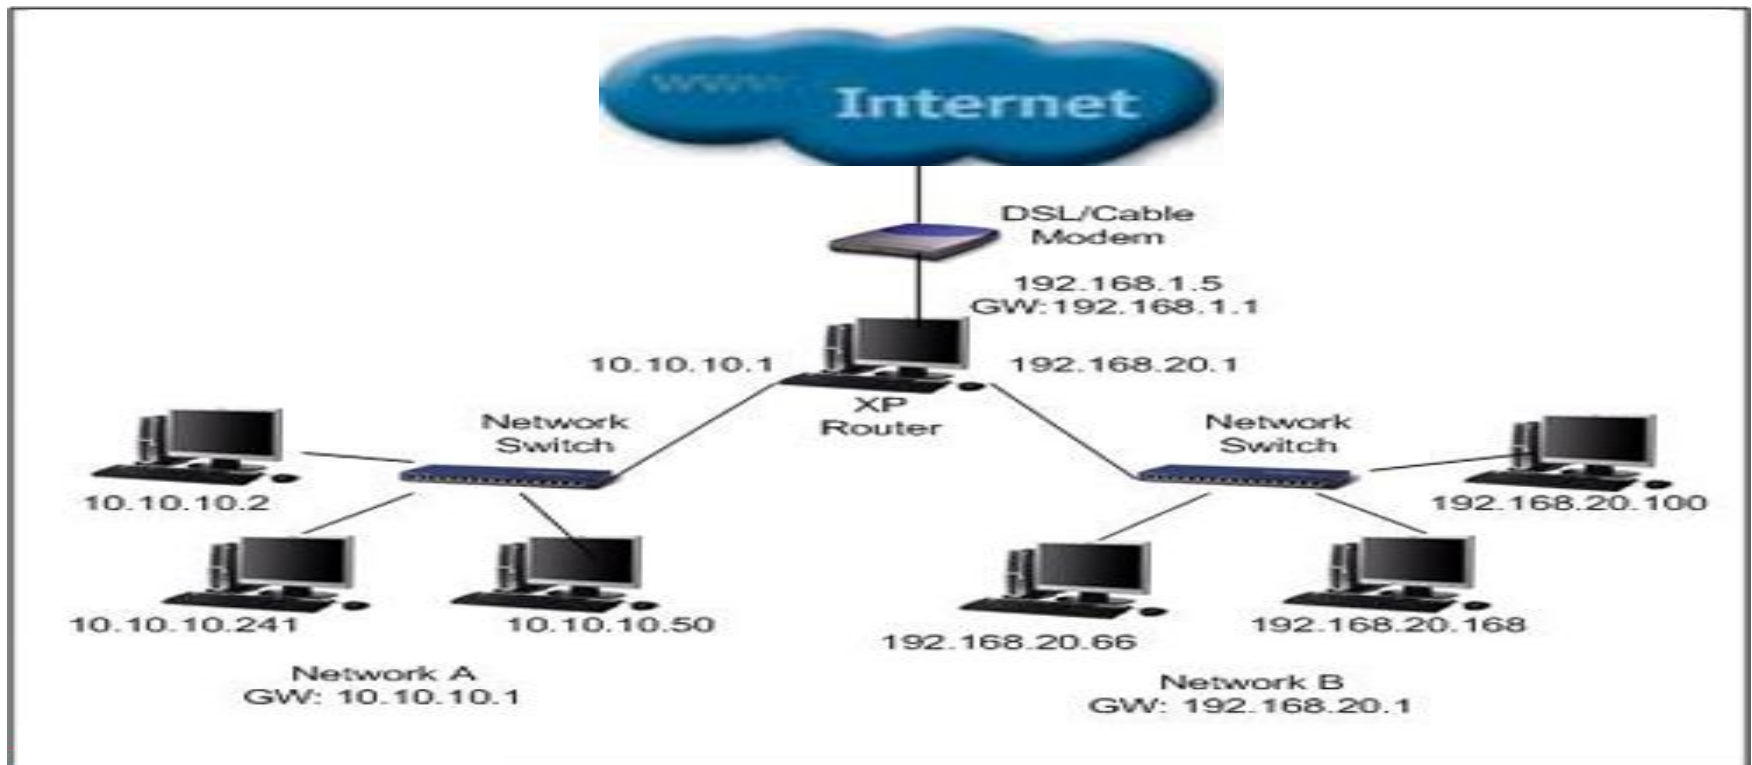 Internet
DSL/Cable
Modem
192.168.1.5
GW:192.168.1.1
10.10.10.1
192.168.20.1
XP
Router
Network
Switch
Network
Switch
10.10.10.2
192.168.20.100
10.10.10.241
10.10.10.50
192.168.20.66
192.168.20.168
Network A
GW: 10.10.10.1
Network B
GW: 192.168.20.1